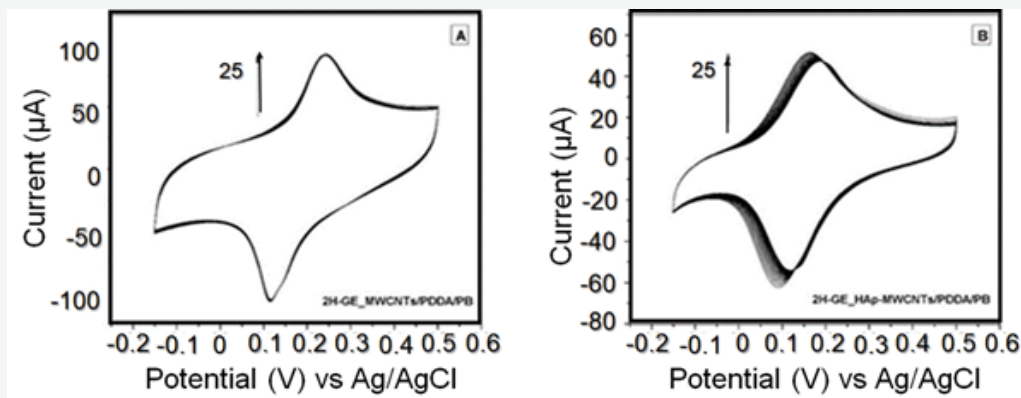 A
25
100
50
0
-50
-100
Current (µA)
2H-GE_MWCNTs/PDDA/PB
-0.2 -0.1 0 0.1 0.2 0.3 0.4 0.5 0.6
Potential (V) vs Ag/AgCl
B
25
60
40
20
0
-20
-40
-60
-80
Current (µA)
2H-GE_HAp-MWCNTs/PDDA/PB
-0.2 -0.1 0 0.1 0.2 0.3 0.4 0.5 0.6
Potential (V) vs Ag/AgCl